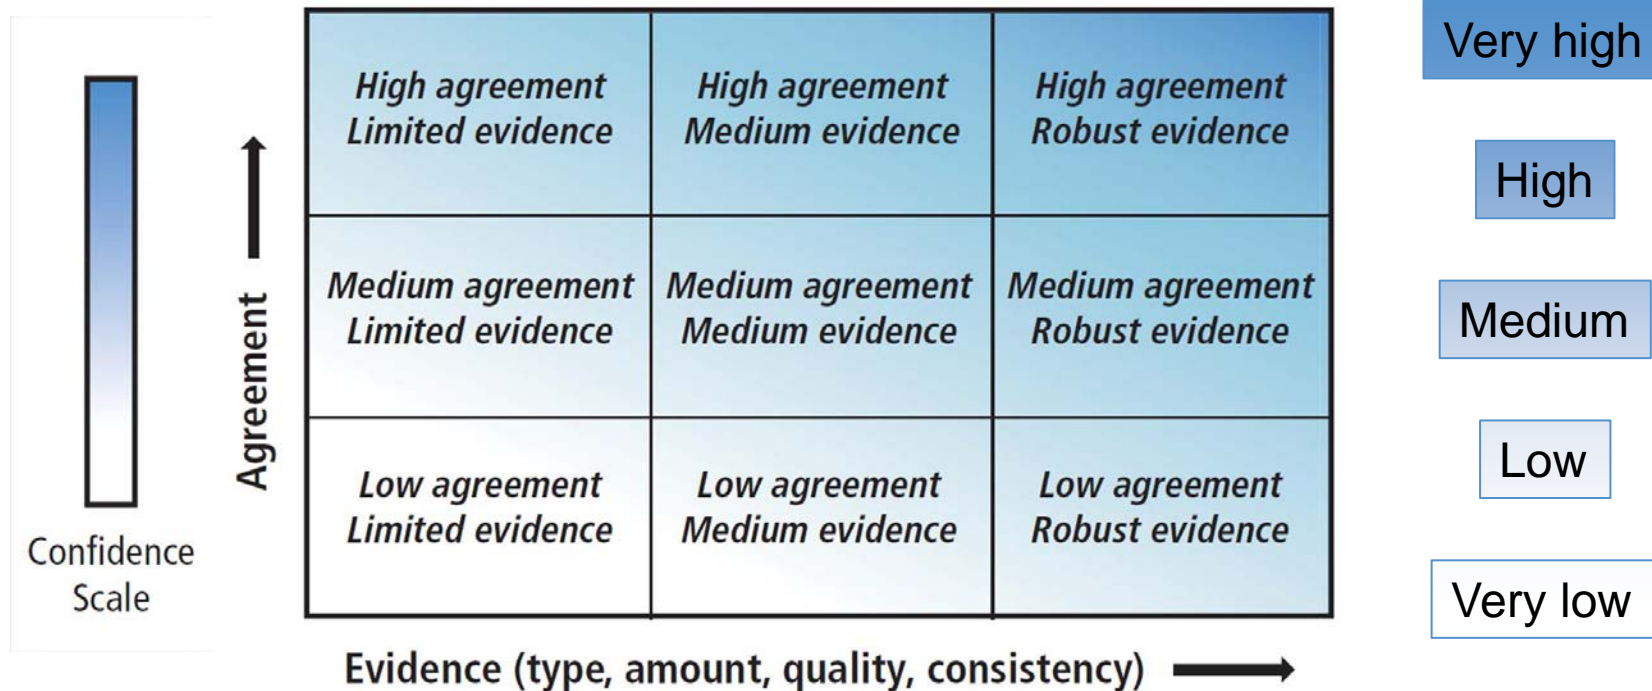 High agreement
Limited evidence
High agreement
Medium evidence
High agreement
Robust evidence
Medium agreement
Limited evidence
Medium agreement
Medium evidence
Medium agreement
Robust evidence
Low agreement
Limited evidence
Low agreement
Medium evidence
Low agreement
Robust evidence
Agreement
Evidence (type, amount, quality, consistency)
Confidence
Scale
Very high
High
Medium
Low
Very low